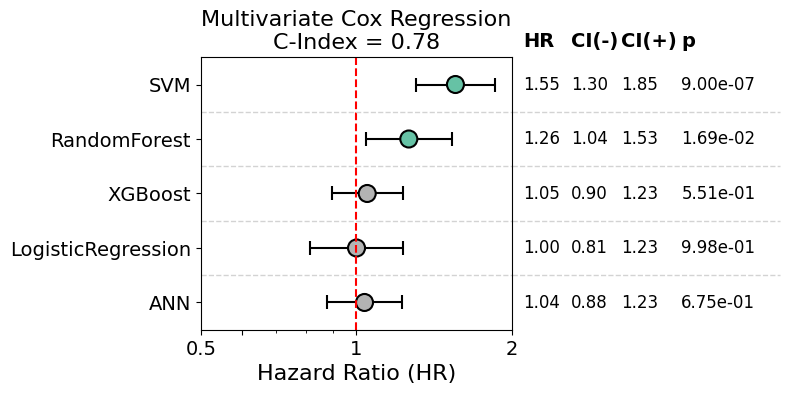 Multivariate Cox Regression
C-Index = 0.78
HR CI(-) CI(+) p
SVM 1.55 1.30 1.85 9.00e-07
RandomForest 1.26 1.04 1.53 1.69e-02
XGBoost 1.05 0.90 1.23 5.51e-01
LogisticRegression 1.00 0.81 1.23 9.98e-01
ANN 1.04 0.88 1.23 6.75e-01
0.5 1 2
Hazard Ratio (HR)